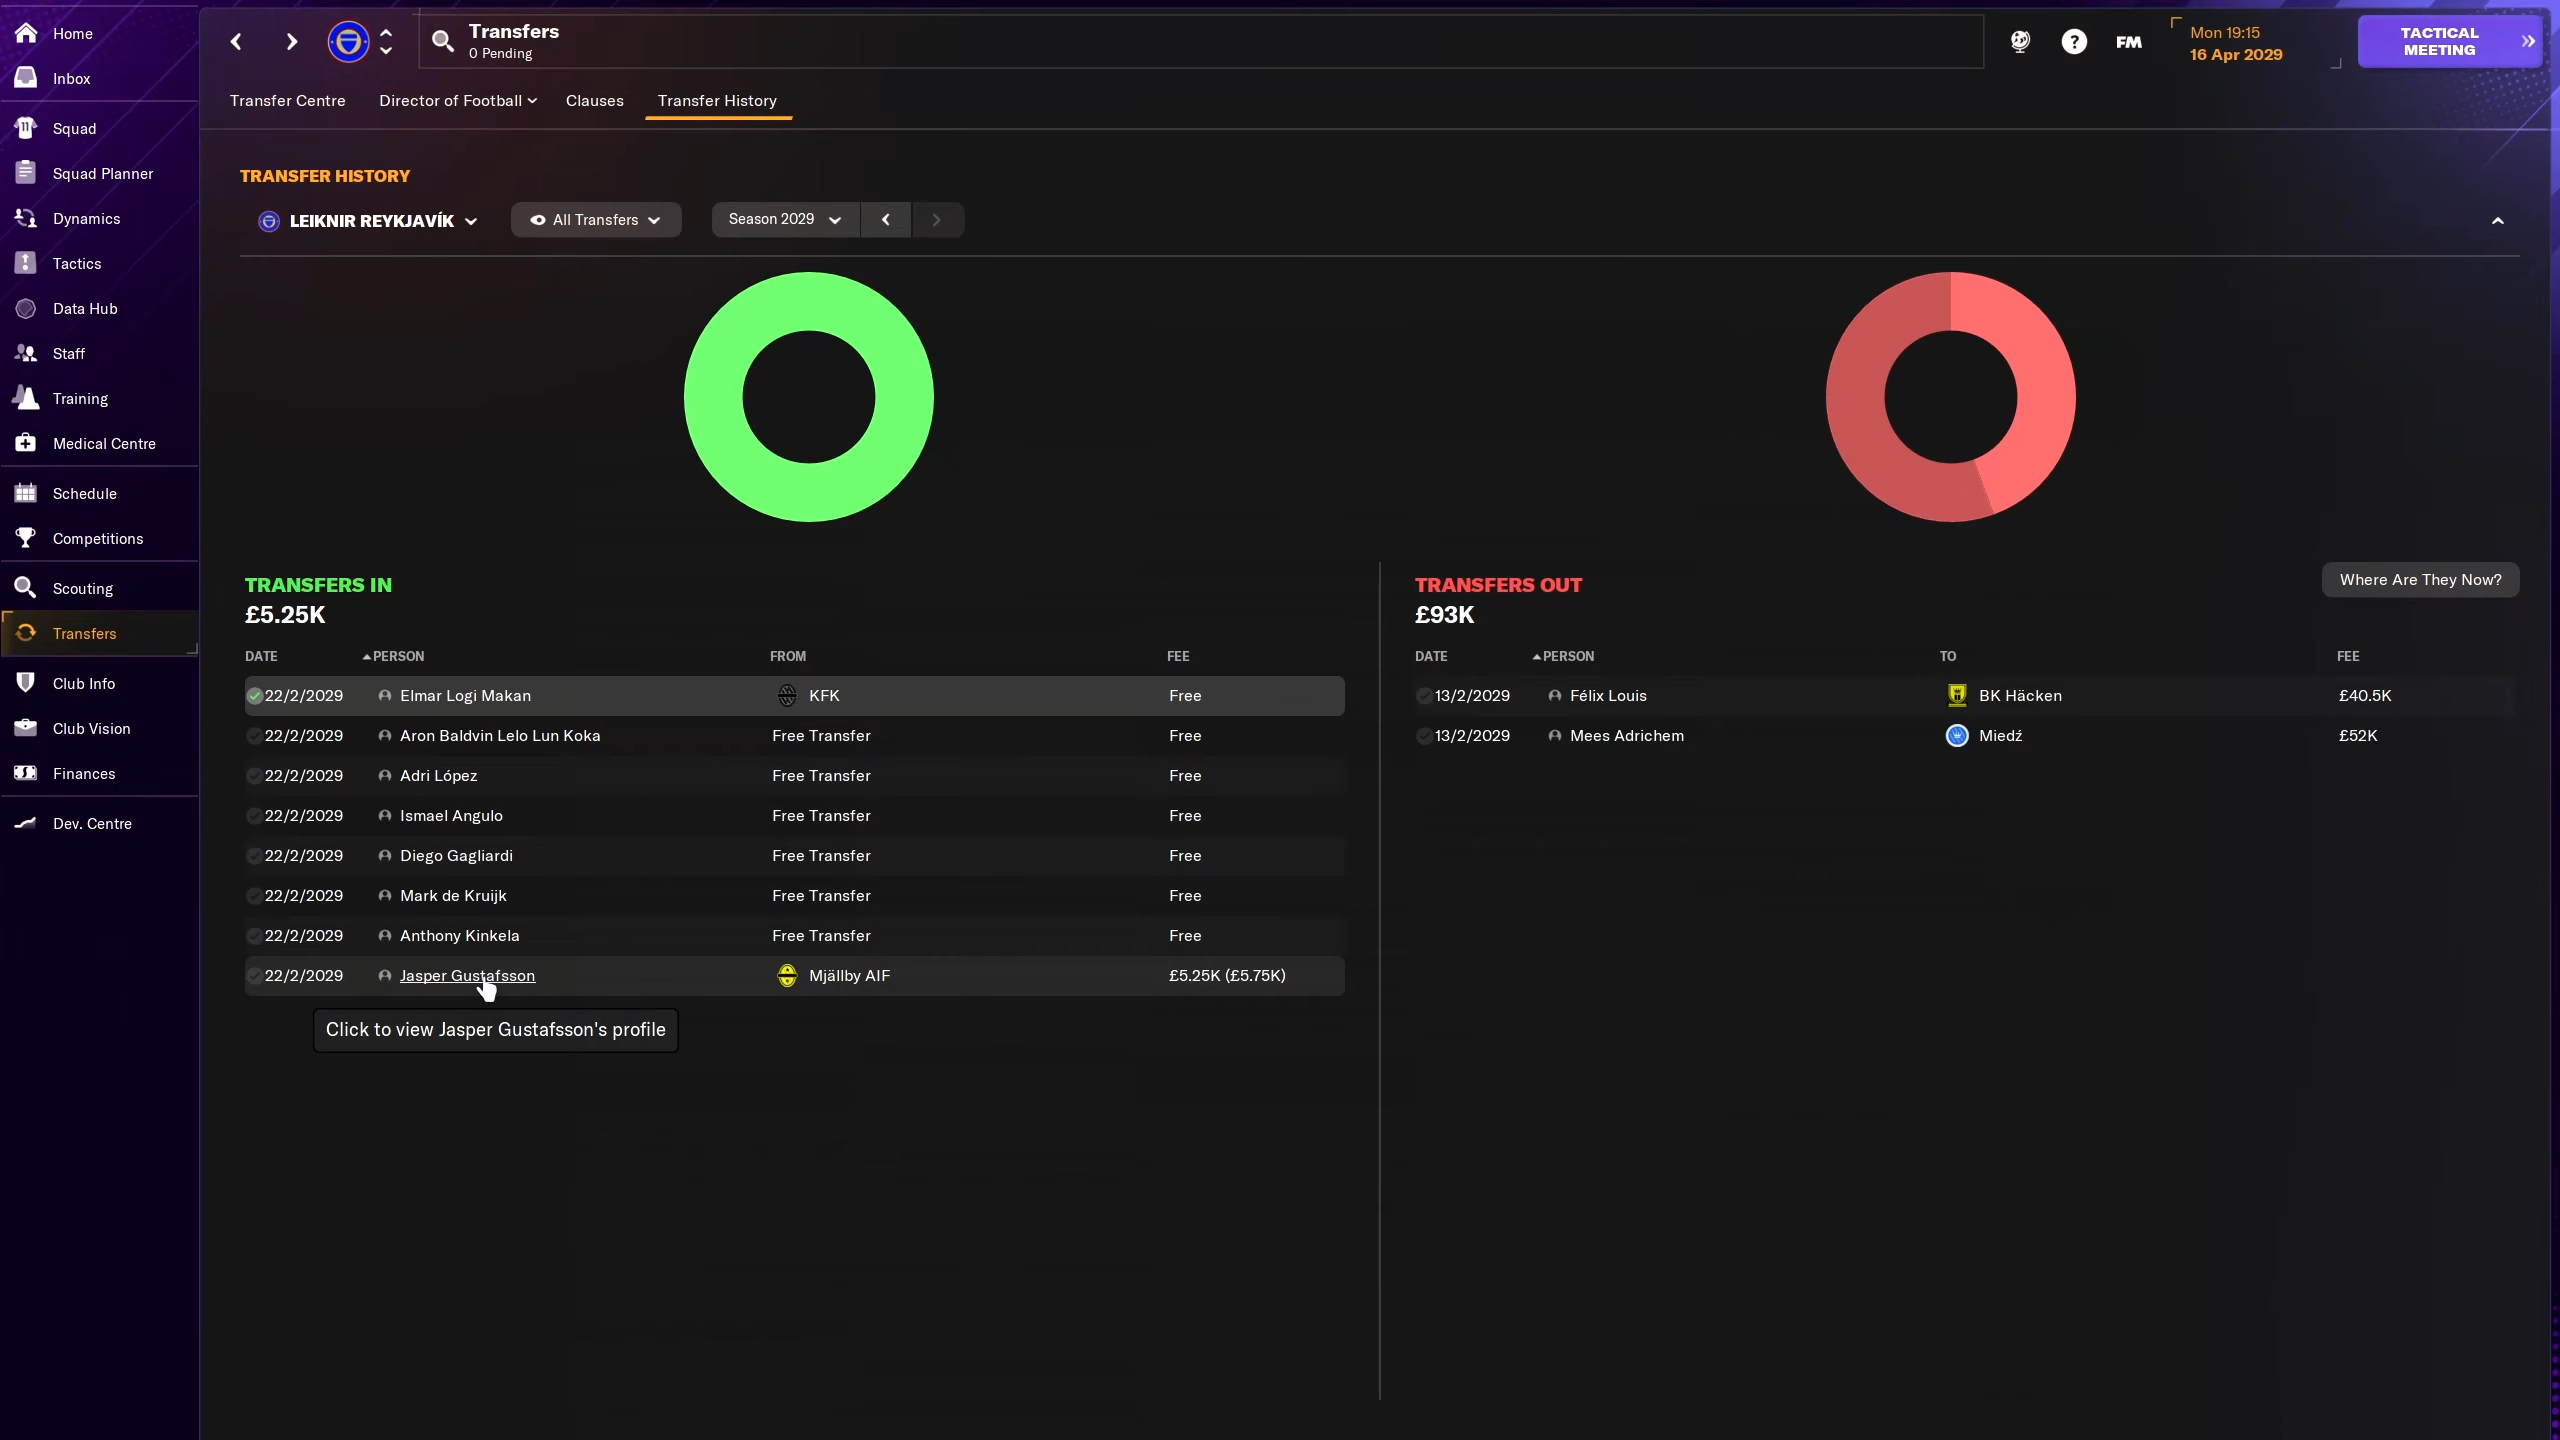 Home
Inbox
Squad
Squad Planner
Dynamics
Tactics
Data Hub
Staff
Training
Medical Centre
Schedule
Competitions
Scouting
Transfers
Club Info
Club Vision
Finances
Dev. Centre
Transfers
0 Pending
?
FM
Mon 19:15
16 Apr 2029
TACTICAL
MEETING
Transfer Centre Director of Football Clauses Transfer History
TRANSFER HISTORY
LEIKNIR REYKJAVÍK All Transfers Season 2029
TRANSFERS IN
£5.25K
DATE PERSON FROM FEE
22/2/2029 Elmar Logi Makan KFK Free
22/2/2029 Aron Baldvin Lelo Lun Koka Free Transfer Free
22/2/2029 Adri López Free Transfer Free
22/2/2029 Ismael Angulo Free Transfer Free
22/2/2029 Diego Gagliardi Free Transfer Free
22/2/2029 Mark de Kruijk Free Transfer Free
22/2/2029 Anthony Kinkela Free Transfer Free
22/2/2029 Jasper Gustafsson Mjällby AIF £5.25K (£5.75K)
Click to view Jasper Gustafsson's profile
TRANSFERS OUT
£93K
Where Are They Now?
DATE PERSON TO FEE
13/2/2029 Félix Louis BK Häcken £40.5K
13/2/2029 Mees Adrichem Miedź £52K